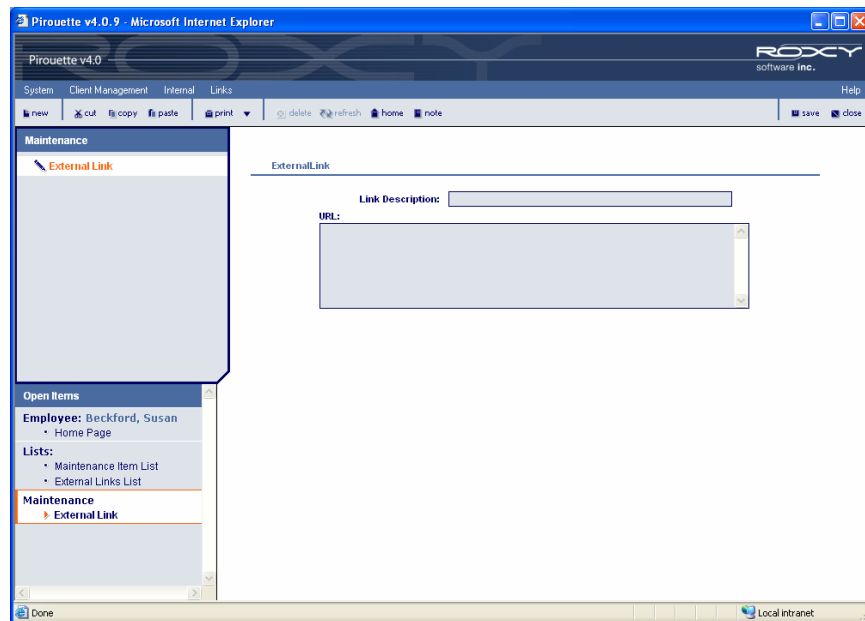 Pirouette v4.0.9 - Microsoft Internet Explorer
Pirouette v4.0
ROXY
software inc.
System Client Management Internal Links Help
new cut copy paste print delete refresh home note save close
Maintenance
External Link
ExternalLink
Link Description:
URL:
Open Items
Employee: Beckford, Susan
• Home Page
Lists:
• Maintenance Item List
• External Links List
Maintenance
External Link
Done Local intranet